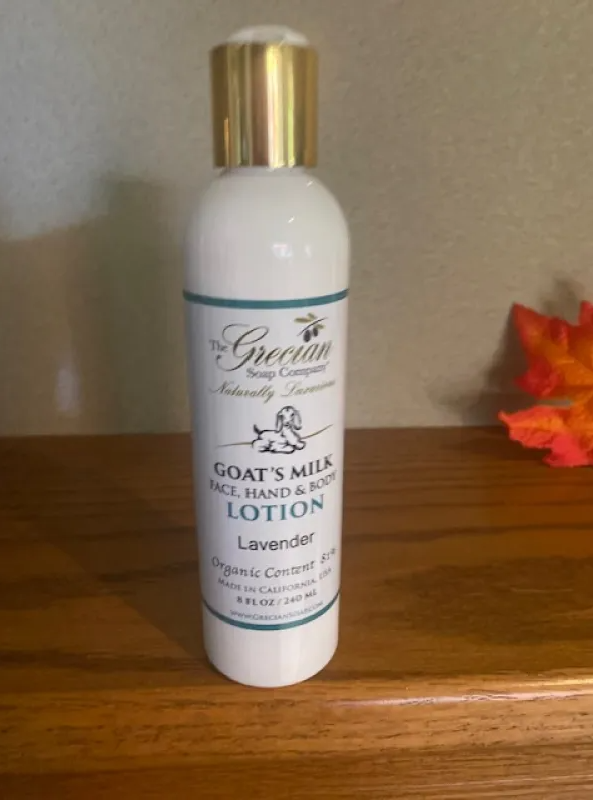 The Grecian
Soap Company
Naturally Luxurious
GOAT'S MILK
FACE, HAND & BODY
LOTION
Lavender
Organic Content 81%
MADE IN CALIFORNIA, USA
8 FL OZ / 240 ML
WWW.GRECIANSOAP.COM